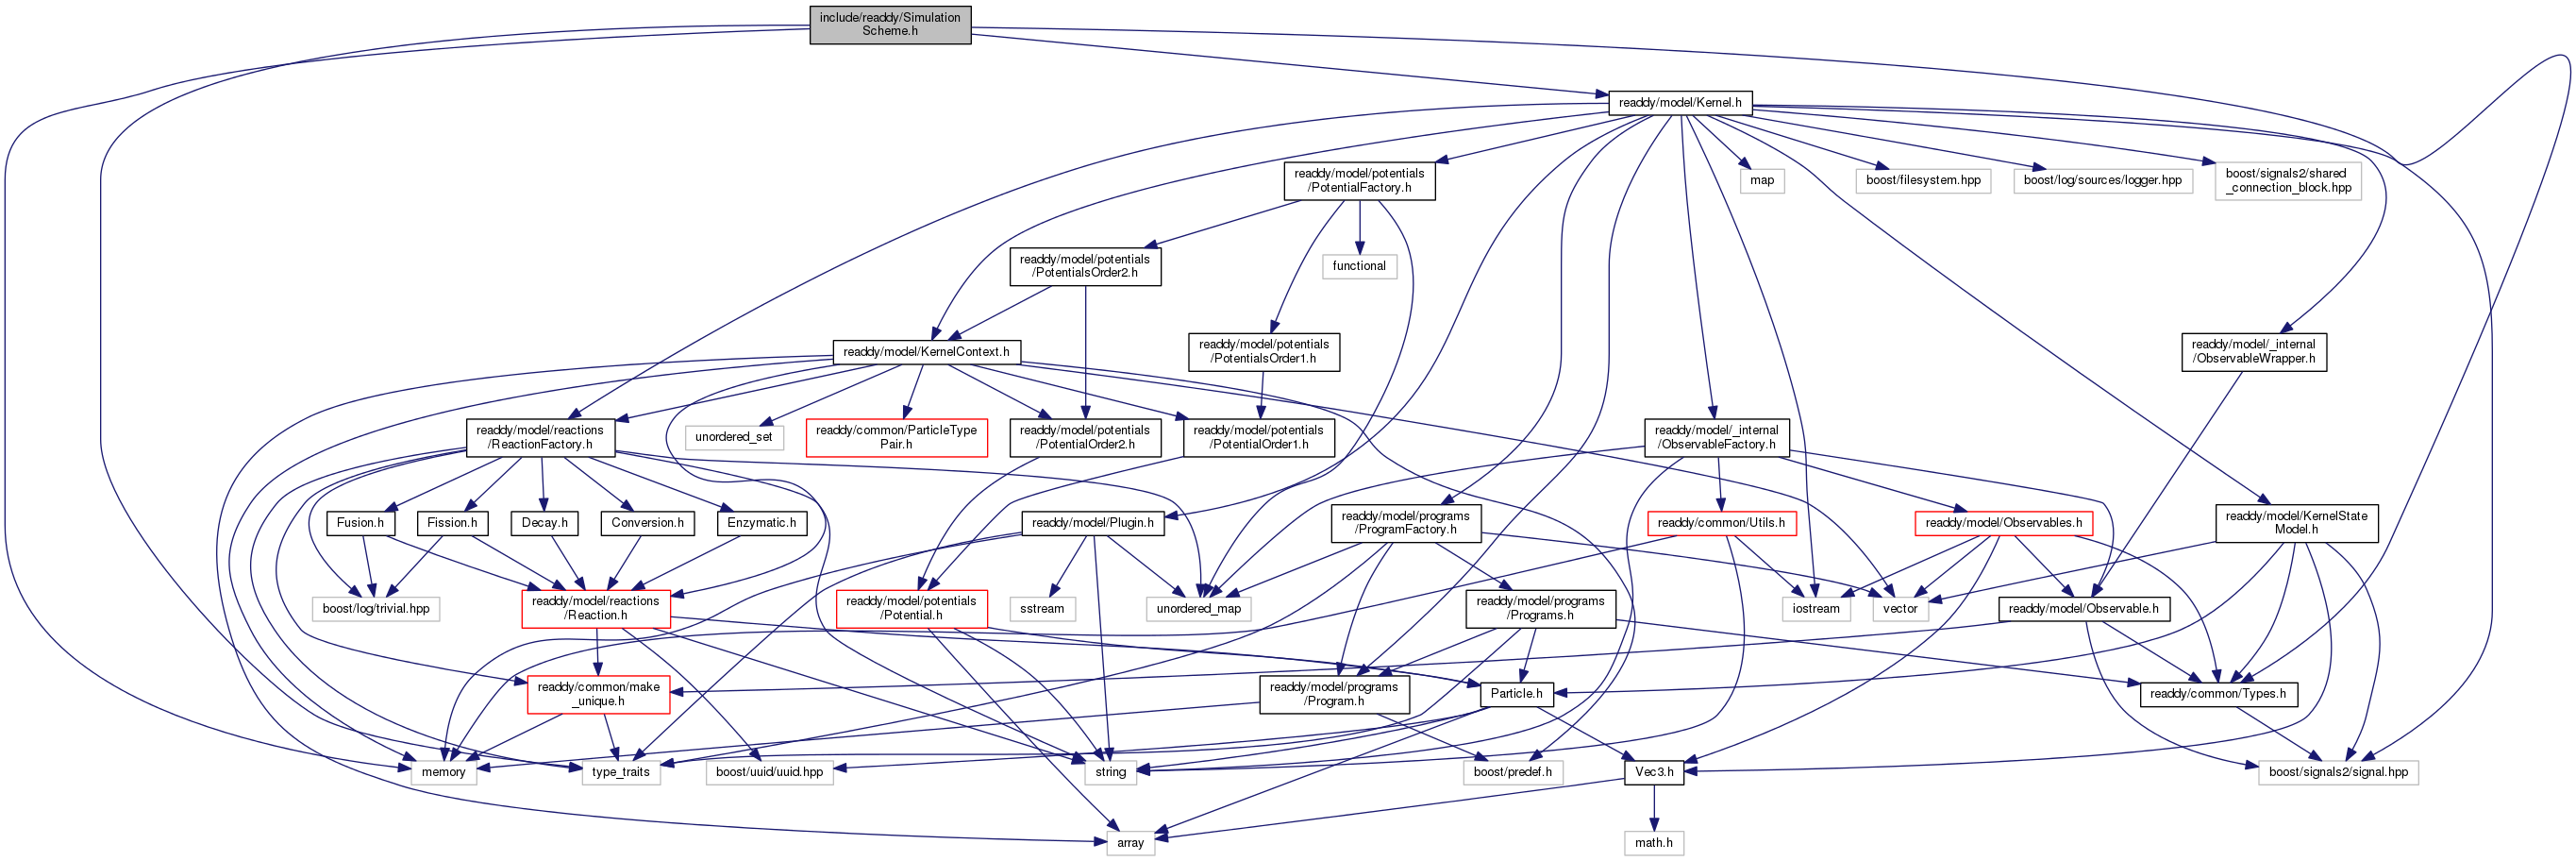 include/readdy/Simulation
Scheme.h
readdy/model/Kernel.h
readdy/model/potentials
/PotentialFactory.h
map
boost/filesystem.hpp
boost/log/sources/logger.hpp
boost/signals2/shared
_connection_block.hpp
readdy/model/potentials
/PotentialsOrder2.h
functional
readdy/model/KernelContext.h
readdy/model/potentials
/PotentialsOrder1.h
readdy/model/_internal
/ObservableWrapper.h
readdy/model/reactions
/ReactionFactory.h
unordered_set
readdy/common/ParticleType
Pair.h
readdy/model/potentials
/PotentialOrder2.h
readdy/model/potentials
/PotentialOrder1.h
readdy/model/_internal
/ObservableFactory.h
Fusion.h
Fission.h
Decay.h
Conversion.h
Enzymatic.h
readdy/model/Plugin.h
readdy/model/programs
/ProgramFactory.h
readdy/common/Utils.h
readdy/model/Observables.h
readdy/model/KernelState
Model.h
boost/log/trivial.hpp
readdy/model/reactions
/Reaction.h
readdy/model/potentials
/Potential.h
sstream
unordered_map
readdy/model/programs
/Programs.h
iostream
vector
readdy/model/Observable.h
readdy/common/make
_unique.h
readdy/model/programs
/Program.h
Particle.h
readdy/common/Types.h
memory
type_traits
boost/uuid/uuid.hpp
string
boost/predef.h
Vec3.h
boost/signals2/signal.hpp
array
math.h